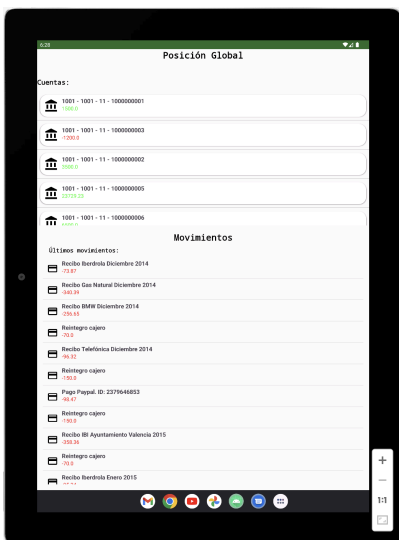 6:28
Posición Global
Cuentas:
1001 - 1001 - 11 - 1000000001
1001 - 1001 - 11 - 1000000003
-1200.0
1001 - 1001 - 11 - 1000000002
1001 - 1001 - 11 - 1000000005
1001 - 1001 - 11 - 1000000006
Movimientos
Últimos movimientos:
Recibo Iberdrola Diciembre 2014
-73.87
Recibo Gas Natural Diciembre 2014
-340.39
Recibo BMW Diciembre 2014
-256.65
Reintegro cajero
-70.0
Recibo Telefónica Diciembre 2014
-96.32
Reintegro cajero
-150.0
Pago Paypal. ID: 2379646853
-98.47
Reintegro cajero
-150.0
Recibo IBI Ayuntamiento Valencia 2015
-358.36
Reintegro cajero
-70.0
Recibo Iberdrola Enero 2015
1:1